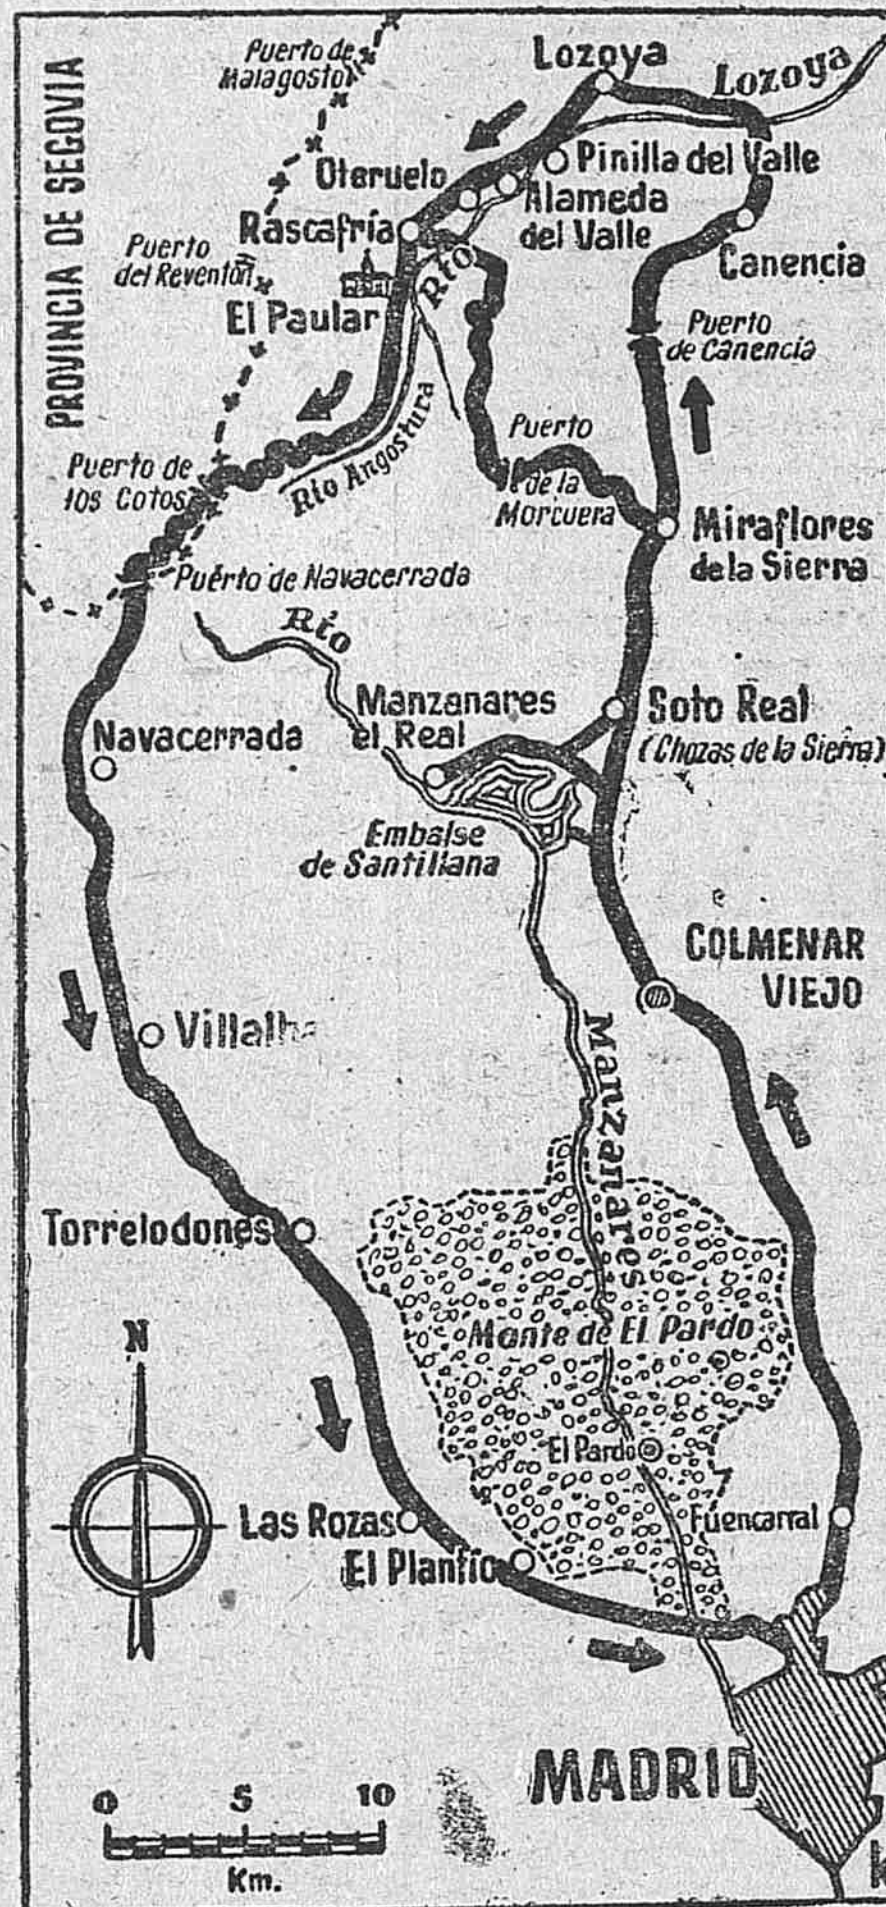 PROVINCIA DE SEGOVIA
Puerto de
Malagostor
Lozoya
Lozoya
Oteruelo
Pinilla del Valle
Alameda
del Valle
Rascafría
Río
Canencia
Puerto
del Reventón
El Paular
Puerto
de Canencia
Río Angostura
Puerto
de la
Morcuera
Puerto de
los Cotos
Miraflores
de la Sierra
Puerto de Navacerrada
Río
Manzanares
el Real
Soto Real
(Chozas de la Sierra)
Navacerrada
Embalse
de Santillana
COLMENAR
VIEJO
Villalba
Manzanares
Torrelodones
Monte de El Pardo
N
El Pardo
Las Rozas
Fuencarral
El Plantío
MADRID
0 5 10
Km.